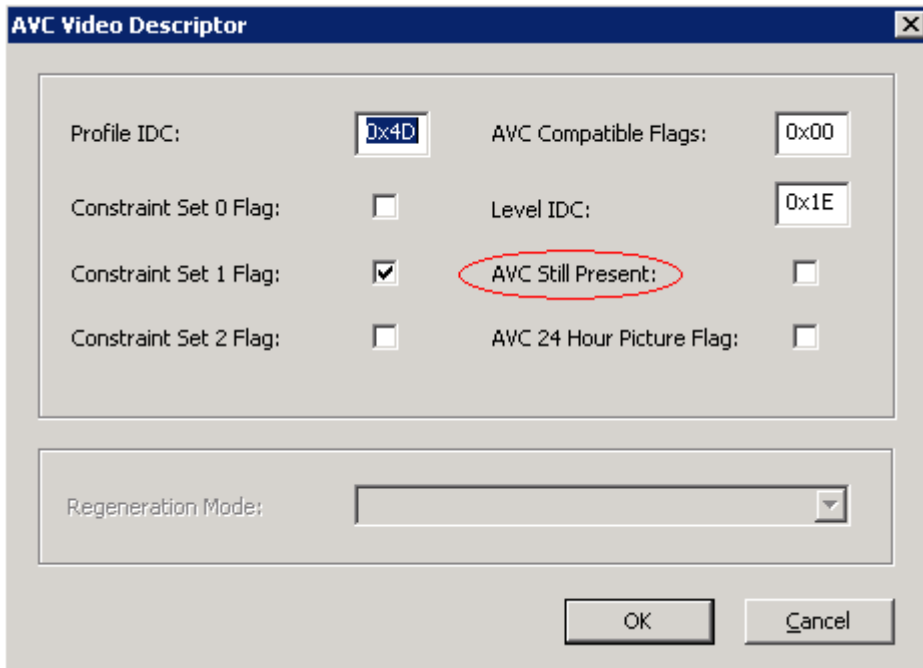 AVC Video Descriptor
Profile IDC: 0x4D AVC Compatible Flags: 0x00
Constraint Set 0 Flag: Level IDC: 0x1E
Constraint Set 1 Flag: AVC Still Present:
Constraint Set 2 Flag: AVC 24 Hour Picture Flag:
Regeneration Mode:
OK Cancel